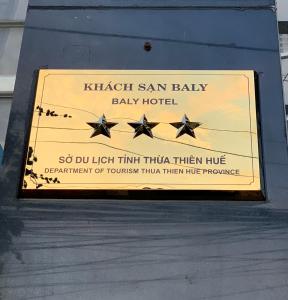 KHÁCH SẠN BALY
BALY HOTEL
SỞ DU LỊCH TỈNH THỪA THIÊN HUẾ
DEPARTMENT OF TOURISM THUA THIEN HUE PROVINCE